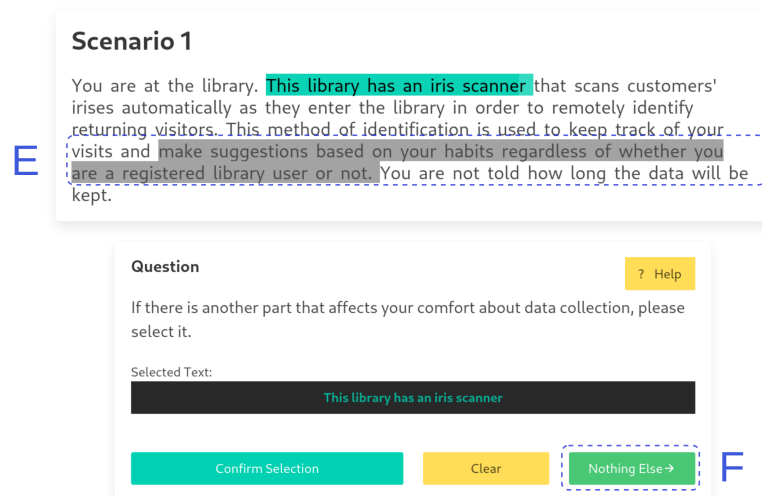 Scenario 1
You are at the library. This library has an iris scanner that scans customers'
irises automatically as they enter the library in order to remotely identify
returning visitors. This method of identification is used to keep track of your
E
visits and make suggestions based on your habits regardless of whether you
are a registered library user or not. You are not told how long the data will be
kept.
Question
? Help
If there is another part that affects your comfort about data collection, please
select it.
Selected Text:
This library has an iris scanner
Confirm Selection
Clear
Nothing Else→
F